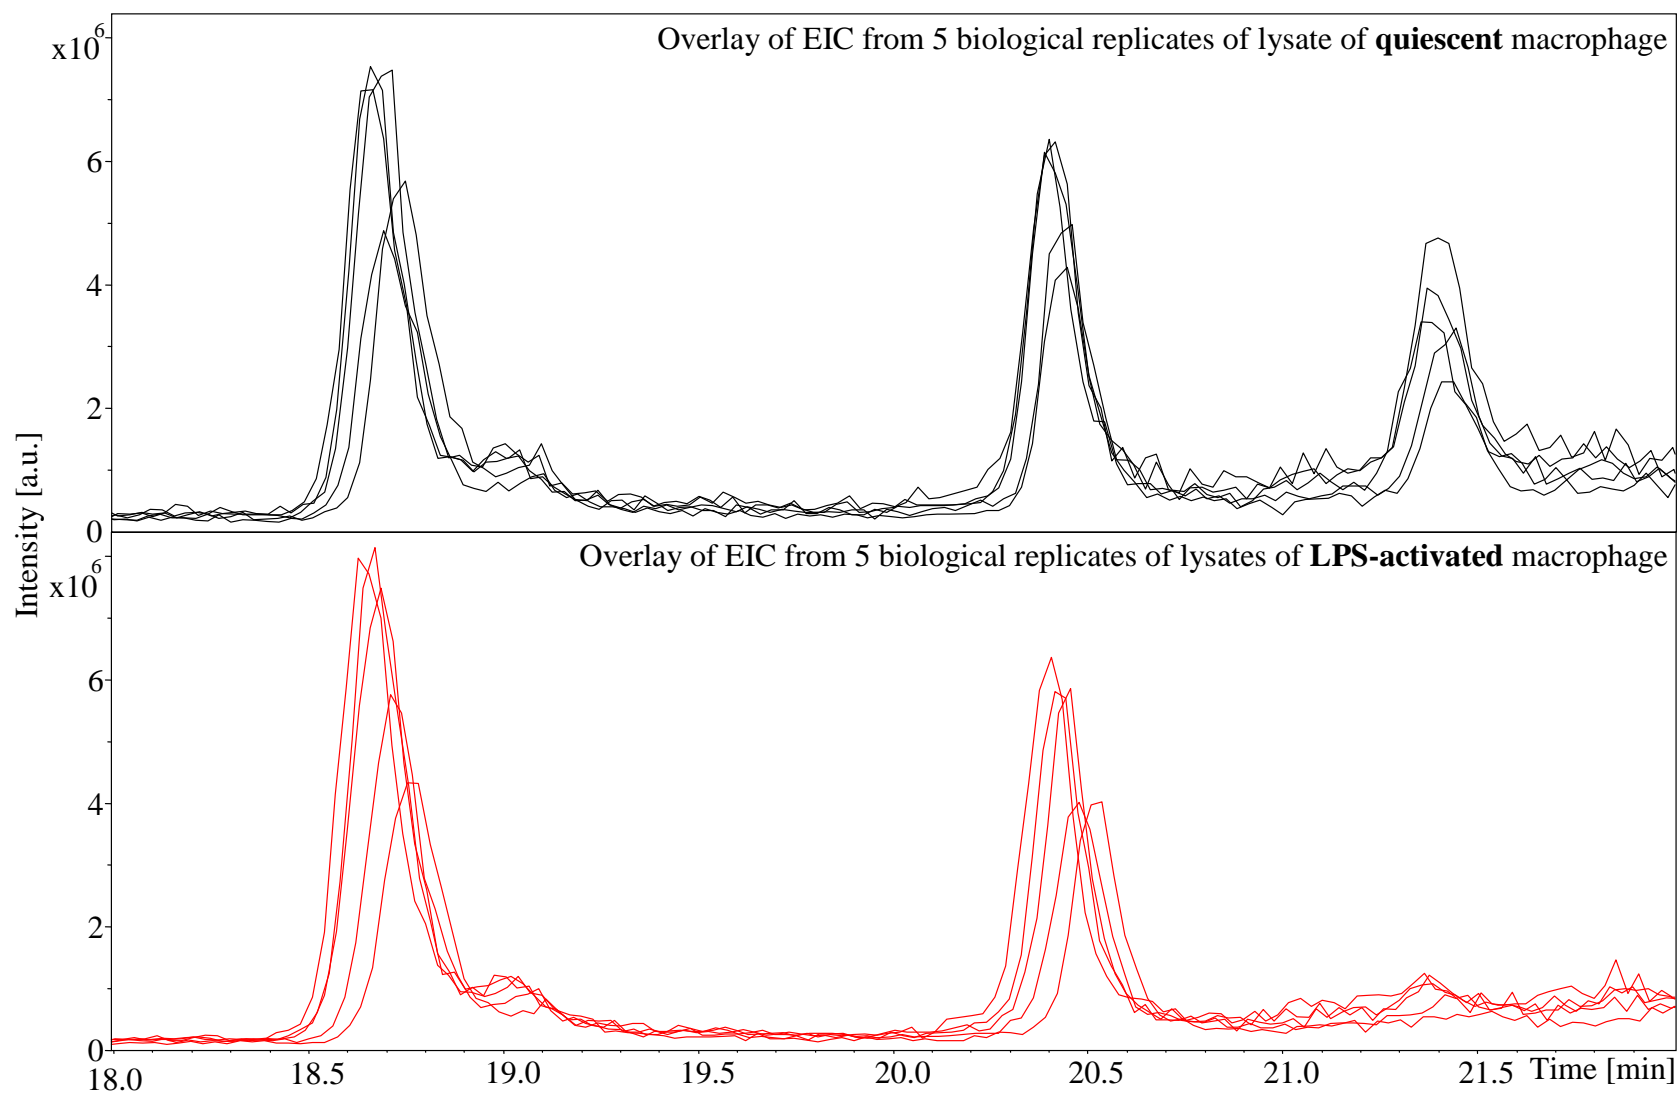 x10^6
Overlay of EIC from 5 biological replicates of lysate of quiescent macrophage
6
4
2
0
Intensity [a.u.]
Overlay of EIC from 5 biological replicates of lysates of LPS-activated macrophage
x10^6
6
4
2
0
18.0 18.5 19.0 19.5 20.0 20.5 21.0 21.5 Time [min]